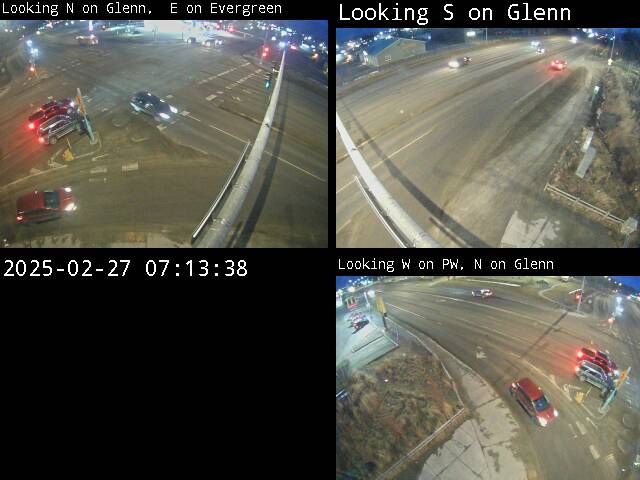 Looking N on Glenn,  E on Evergreen
Looking S on Glenn
2025-02-27 07:13:38
Looking W on PW, N on Glenn